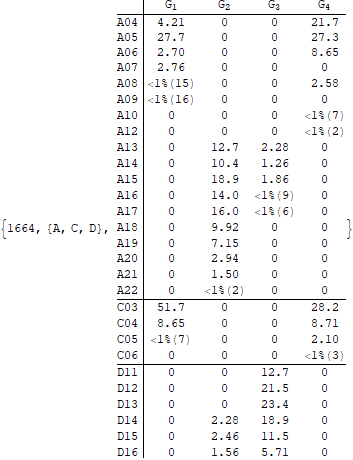 G1 G2 G3 G4
A04 4.21 0 0 21.7
A05 27.7 0 0 27.3
A06 2.70 0 0 8.65
A07 2.76 0 0 0
A08 <1%(15) 0 0 2.58
A09 <1%(16) 0 0 0
A10 0 0 0 <1%(7)
A12 0 0 0 <1%(2)
A13 0 12.7 2.28 0
A14 0 10.4 1.26 0
A15 0 18.9 1.86 0
A16 0 14.0 <1%(9) 0
A17 0 16.0 <1%(6) 0
{1664, {A, C, D}, A18 0 9.92 0 0 }
A19 0 7.15 0 0
A20 0 2.94 0 0
A21 0 1.50 0 0
A22 0 <1%(2) 0 0
C03 51.7 0 0 28.2
C04 8.65 0 0 8.71
C05 <1%(7) 0 0 2.10
C06 0 0 0 <1%(3)
D11 0 0 12.7 0
D12 0 0 21.5 0
D13 0 0 23.4 0
D14 0 2.28 18.9 0
D15 0 2.46 11.5 0
D16 0 1.56 5.71 0